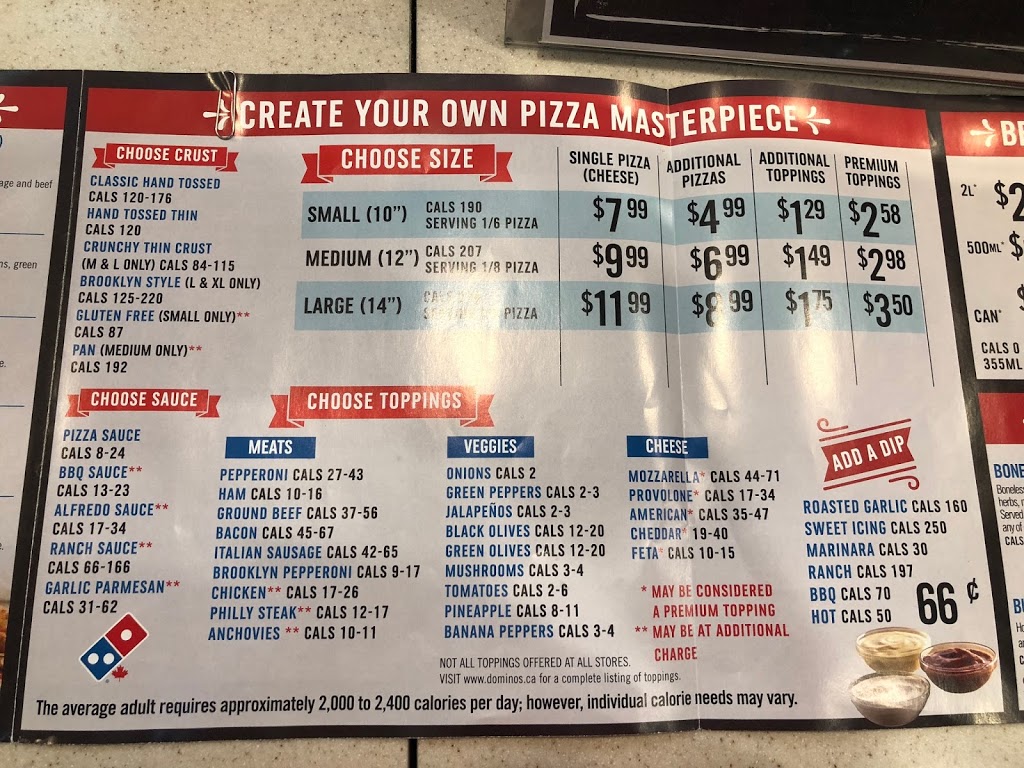 CREATE YOUR OWN PIZZA MASTERPIECE
CHOOSE CRUST
CLASSIC HAND TOSSED
CALS 120-176
HAND TOSSED THIN
CALS 120
CRUNCHY THIN CRUST
(M & L ONLY) CALS 84-115
BROOKLYN STYLE (L & XL ONLY)
CALS 125-220
GLUTEN FREE (SMALL ONLY)**
CALS 87
PAN (MEDIUM ONLY)**
CALS 192
CHOOSE SIZE
SINGLE PIZZA (CHEESE)
ADDITIONAL PIZZAS
ADDITIONAL TOPPINGS
PREMIUM TOPPINGS
SMALL (10”) CALS 190 SERVING 1/6 PIZZA $7 99 $4 99 $1 29 $2 58
MEDIUM (12”) CALS 207 SERVING 1/8 PIZZA $9 99 $6 99 $1 49 $2 98
LARGE (14”) PIZZA $11 99 $8 99 $1 75 $3 50
CHOOSE SAUCE
PIZZA SAUCE
CALS 8-24
BBQ SAUCE**
CALS 13-23
ALFREDO SAUCE**
CALS 17-34
RANCH SAUCE**
CALS 66-166
GARLIC PARMESAN**
CALS 31-62
CHOOSE TOPPINGS
MEATS
PEPPERONI CALS 27-43
HAM CALS 10-16
GROUND BEEF CALS 37-56
BACON CALS 45-67
ITALIAN SAUSAGE CALS 42-65
BROOKLYN PEPPERONI CALS 9-17
CHICKEN** CALS 17-26
PHILLY STEAK** CALS 12-17
ANCHOVIES ** CALS 10-11
VEGGIES
ONIONS CALS 2
GREEN PEPPERS CALS 2-3
JALAPEÑOS CALS 2-3
BLACK OLIVES CALS 12-20
GREEN OLIVES CALS 12-20
MUSHROOMS CALS 3-4
TOMATOES CALS 2-6
PINEAPPLE CALS 8-11
BANANA PEPPERS CALS 3-4
CHEESE
MOZZARELLA* CALS 44-71
PROVOLONE* CALS 17-34
AMERICAN* CALS 35-47
CHEDDAR* 19-40
FETA* CALS 10-15
* MAY BE CONSIDERED
A PREMIUM TOPPING
** MAY BE AT ADDITIONAL
CHARGE
ADD A DIP
ROASTED GARLIC CALS 160
SWEET ICING CALS 250
MARINARA CALS 30
RANCH CALS 197
BBQ CALS 70
HOT CALS 50
66 ¢
NOT ALL TOPPINGS OFFERED AT ALL STORES.
VISIT www.dominos.ca for a complete listing of toppings.
The average adult requires approximately 2,000 to 2,400 calories per day; however, individual calorie needs may vary.
and beef
green
BE
2L* $2
500ML* $
CAN*
CALS 0
355ML
BONE
Boneless
herbs,
Served
any of
CALS